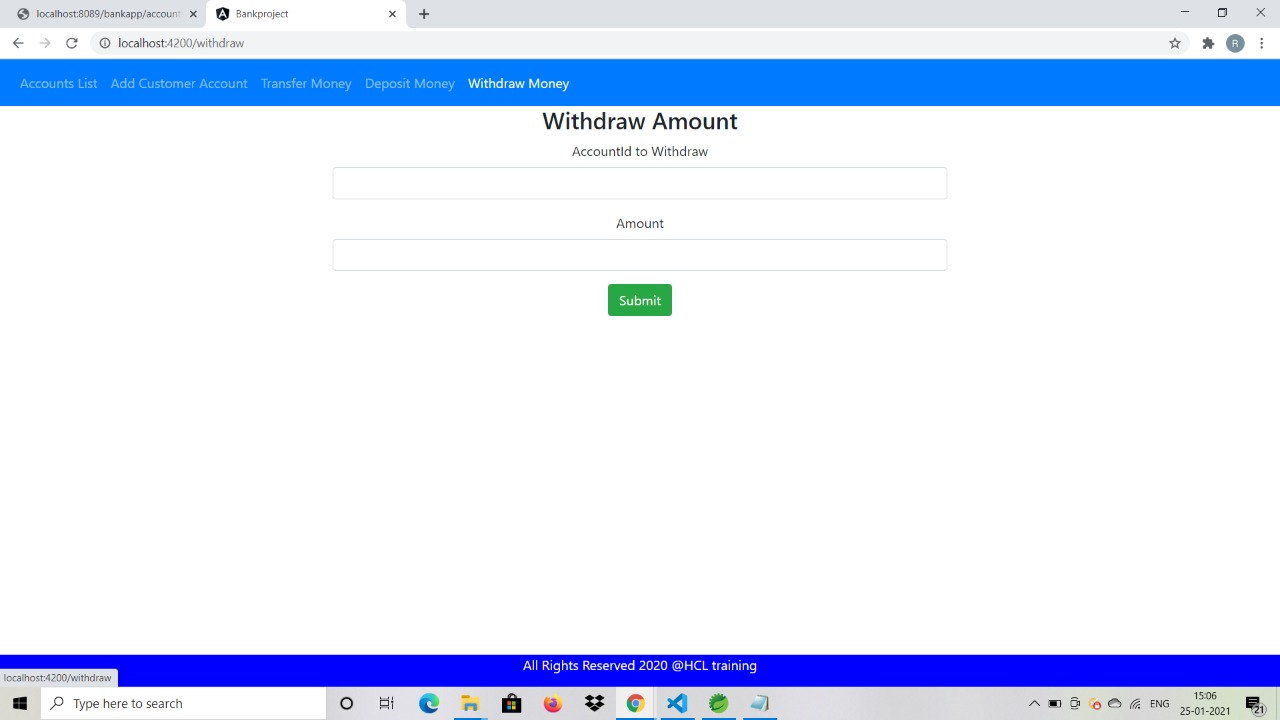 localhost:8089/bankapp/account
Bankproject
localhost:4200/withdraw
R
Accounts List Add Customer Account Transfer Money Deposit Money Withdraw Money
Withdraw Amount
AccountId to Withdraw
Amount
Submit
All Rights Reserved 2020 @HCL training
localhost:4200/withdraw
Type here to search
ENG
15:06
25-01-2021
21